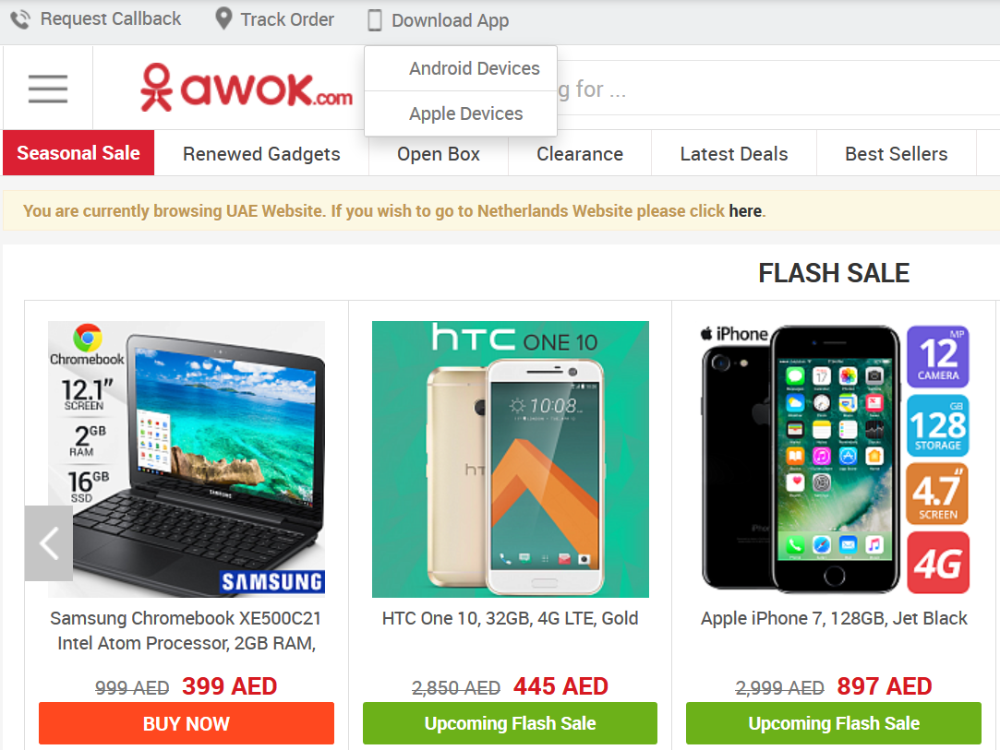 Request Callback Track Order Download App
Android Devices
Apple Devices
awok.com
g for ...
Seasonal Sale Renewed Gadgets Open Box Clearance Latest Deals Best Sellers
You are currently browsing UAE Website. If you wish to go to Netherlands Website please click here.
FLASH SALE
Chromebook
12.1”
SCREEN
2GB
RAM
16GB
SSD
SAMSUNG
SAMSUNG
hTC ONE 10
10:08
iPhone
12 MP
CAMERA
128 GB
STORAGE
4.7”
SCREEN
4G
Samsung Chromebook XE500C21
Intel Atom Processor, 2GB RAM,
999 AED 399 AED
BUY NOW
HTC One 10, 32GB, 4G LTE, Gold
2,850 AED 445 AED
Upcoming Flash Sale
Apple iPhone 7, 128GB, Jet Black
2,999 AED 897 AED
Upcoming Flash Sale